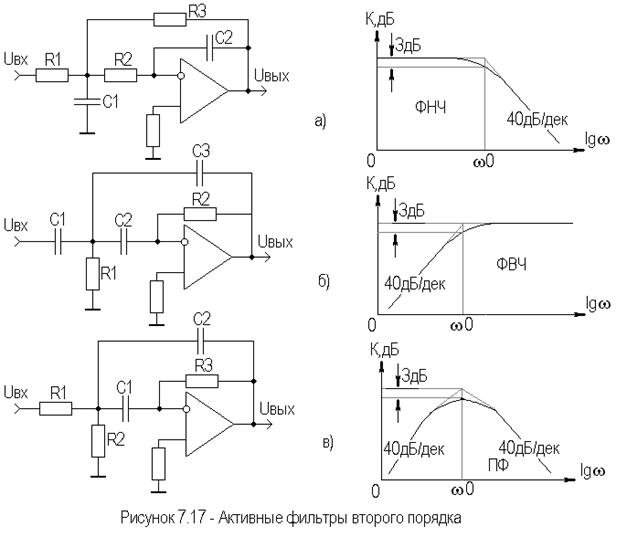 R3
C2
Uвх
R1
R2
Uвых
C1
а)
К,дБ
3дБ
ФНЧ
40дБ/дек
0
ω0
lgω
C3
R2
Uвх
C1
C2
Uвых
R1
б)
К,дБ
3дБ
40дБ/дек
ФВЧ
0
ω0
lgω
C2
R3
Uвх
R1
C1
Uвых
R2
в)
К,дБ
3дБ
40дБ/дек
40дБ/дек
ПФ
0
ω0
lgω
Рисунок 7.17 - Активные фильтры второго порядка